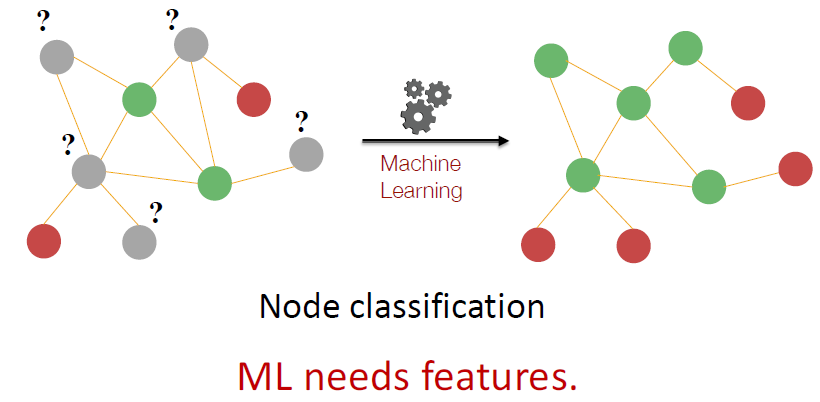 ?
?
?
?
?
Machine
Learning
Node classification
ML needs features.